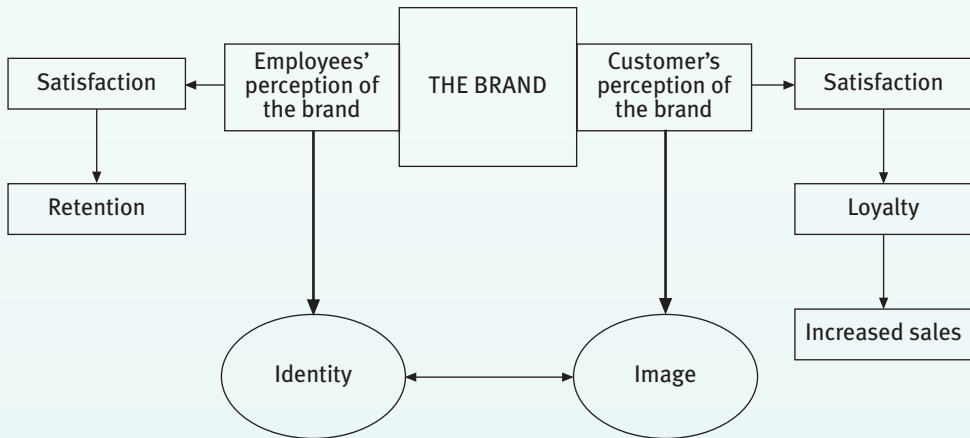 Employees’
perception of
the brand
THE BRAND
Customer’s
perception of
the brand
Satisfaction
Satisfaction
Retention
Loyalty
Increased sales
Identity
Image